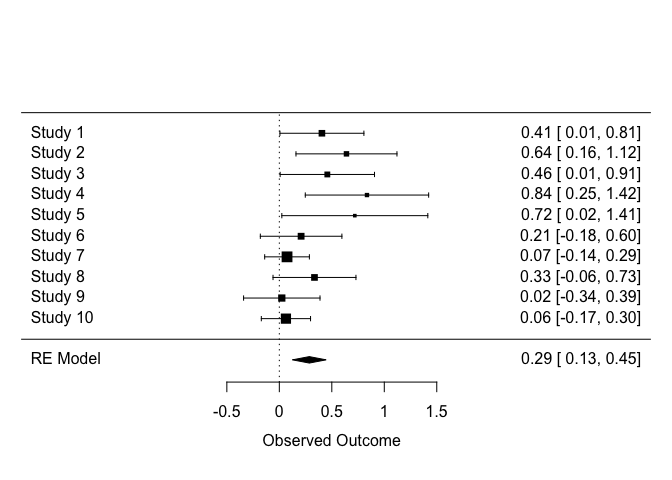 Study 1 0.41 [ 0.01, 0.81]
Study 2 0.64 [ 0.16, 1.12]
Study 3 0.46 [ 0.01, 0.91]
Study 4 0.84 [ 0.25, 1.42]
Study 5 0.72 [ 0.02, 1.41]
Study 6 0.21 [-0.18, 0.60]
Study 7 0.07 [-0.14, 0.29]
Study 8 0.33 [-0.06, 0.73]
Study 9 0.02 [-0.34, 0.39]
Study 10 0.06 [-0.17, 0.30]
RE Model 0.29 [ 0.13, 0.45]
-0.5 0 0.5 1 1.5
Observed Outcome